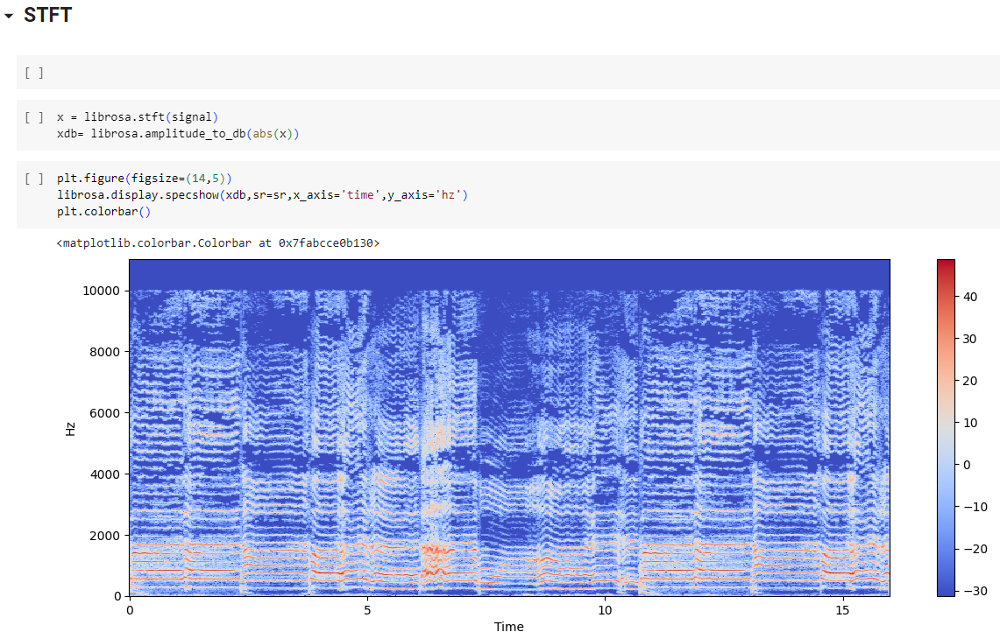 STFT
[ ]
[ ] x = librosa.stft(signal)
xdb= librosa.amplitude_to_db(abs(x))
[ ] plt.figure(figsize=(14,5))
librosa.display.specshow(xdb,sr=sr,x_axis='time',y_axis='hz')
plt.colorbar()
<matplotlib.colorbar.Colorbar at 0x7fabcce0b130>
10000
8000
6000
4000
2000
0
Hz
0 5 10 15
Time
40
30
20
10
0
−10
−20
−30